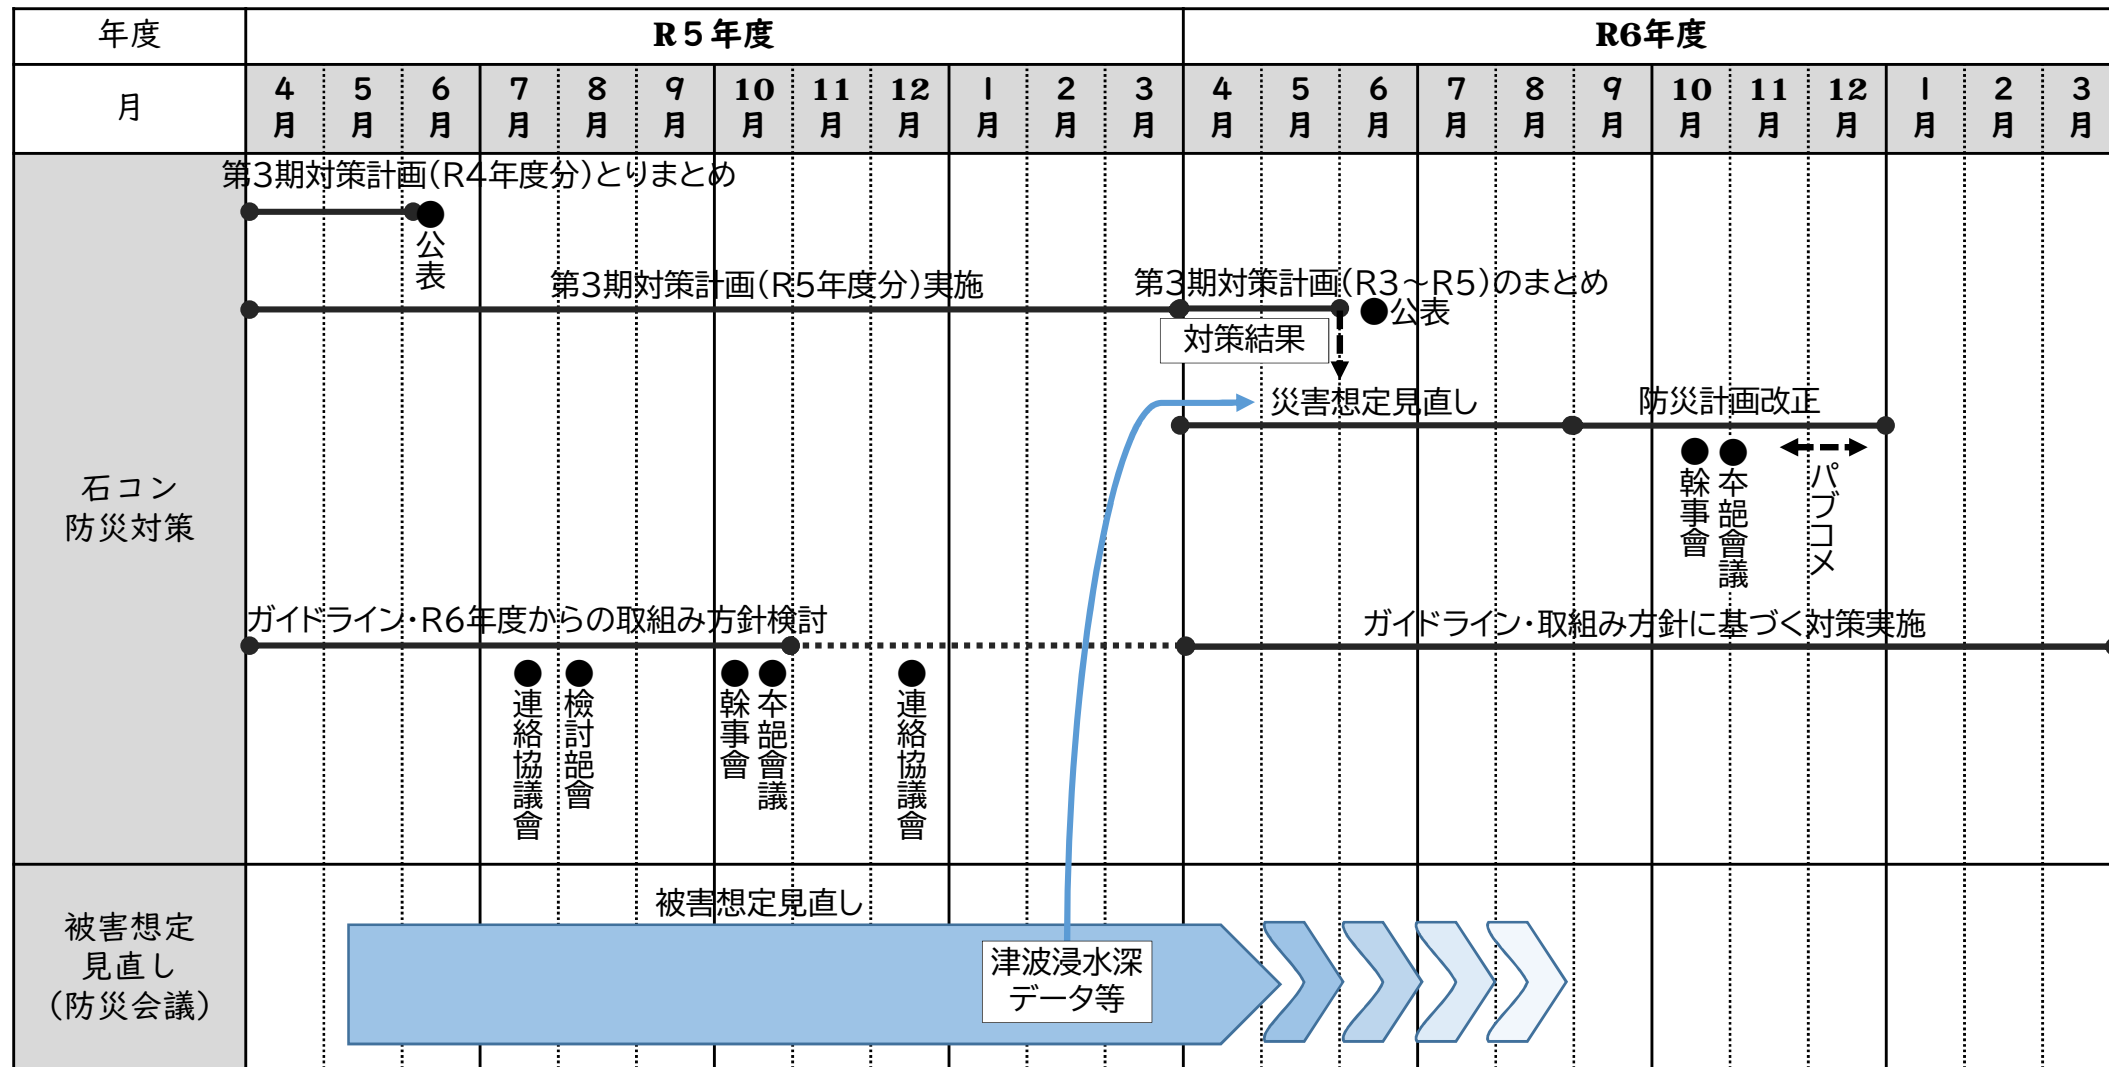 年度
R５年度
R6年度
月
4月
5月
6月
7月
8月
9月
10月
11月
12月
1月
2月
3月
4月
5月
6月
7月
8月
9月
10月
11月
12月
1月
2月
3月
石コン
防災対策
第3期対策計画(R4年度分)とりまとめ
公表
第3期対策計画(R5年度分)実施
第3期対策計画(R3～R5)のまとめ
公表
対策結果
災害想定見直し
防災計画改正
幹事會
本部會議
パブコメ
ガイドライン・R6年度からの取組み方針検討
ガイドライン・取組み方針に基づく対策実施
連絡協議會
檢討部會
幹事會
本部會議
連絡協議會
被害想定
見直し
（防災会議）
被害想定見直し
津波浸水深
データ等